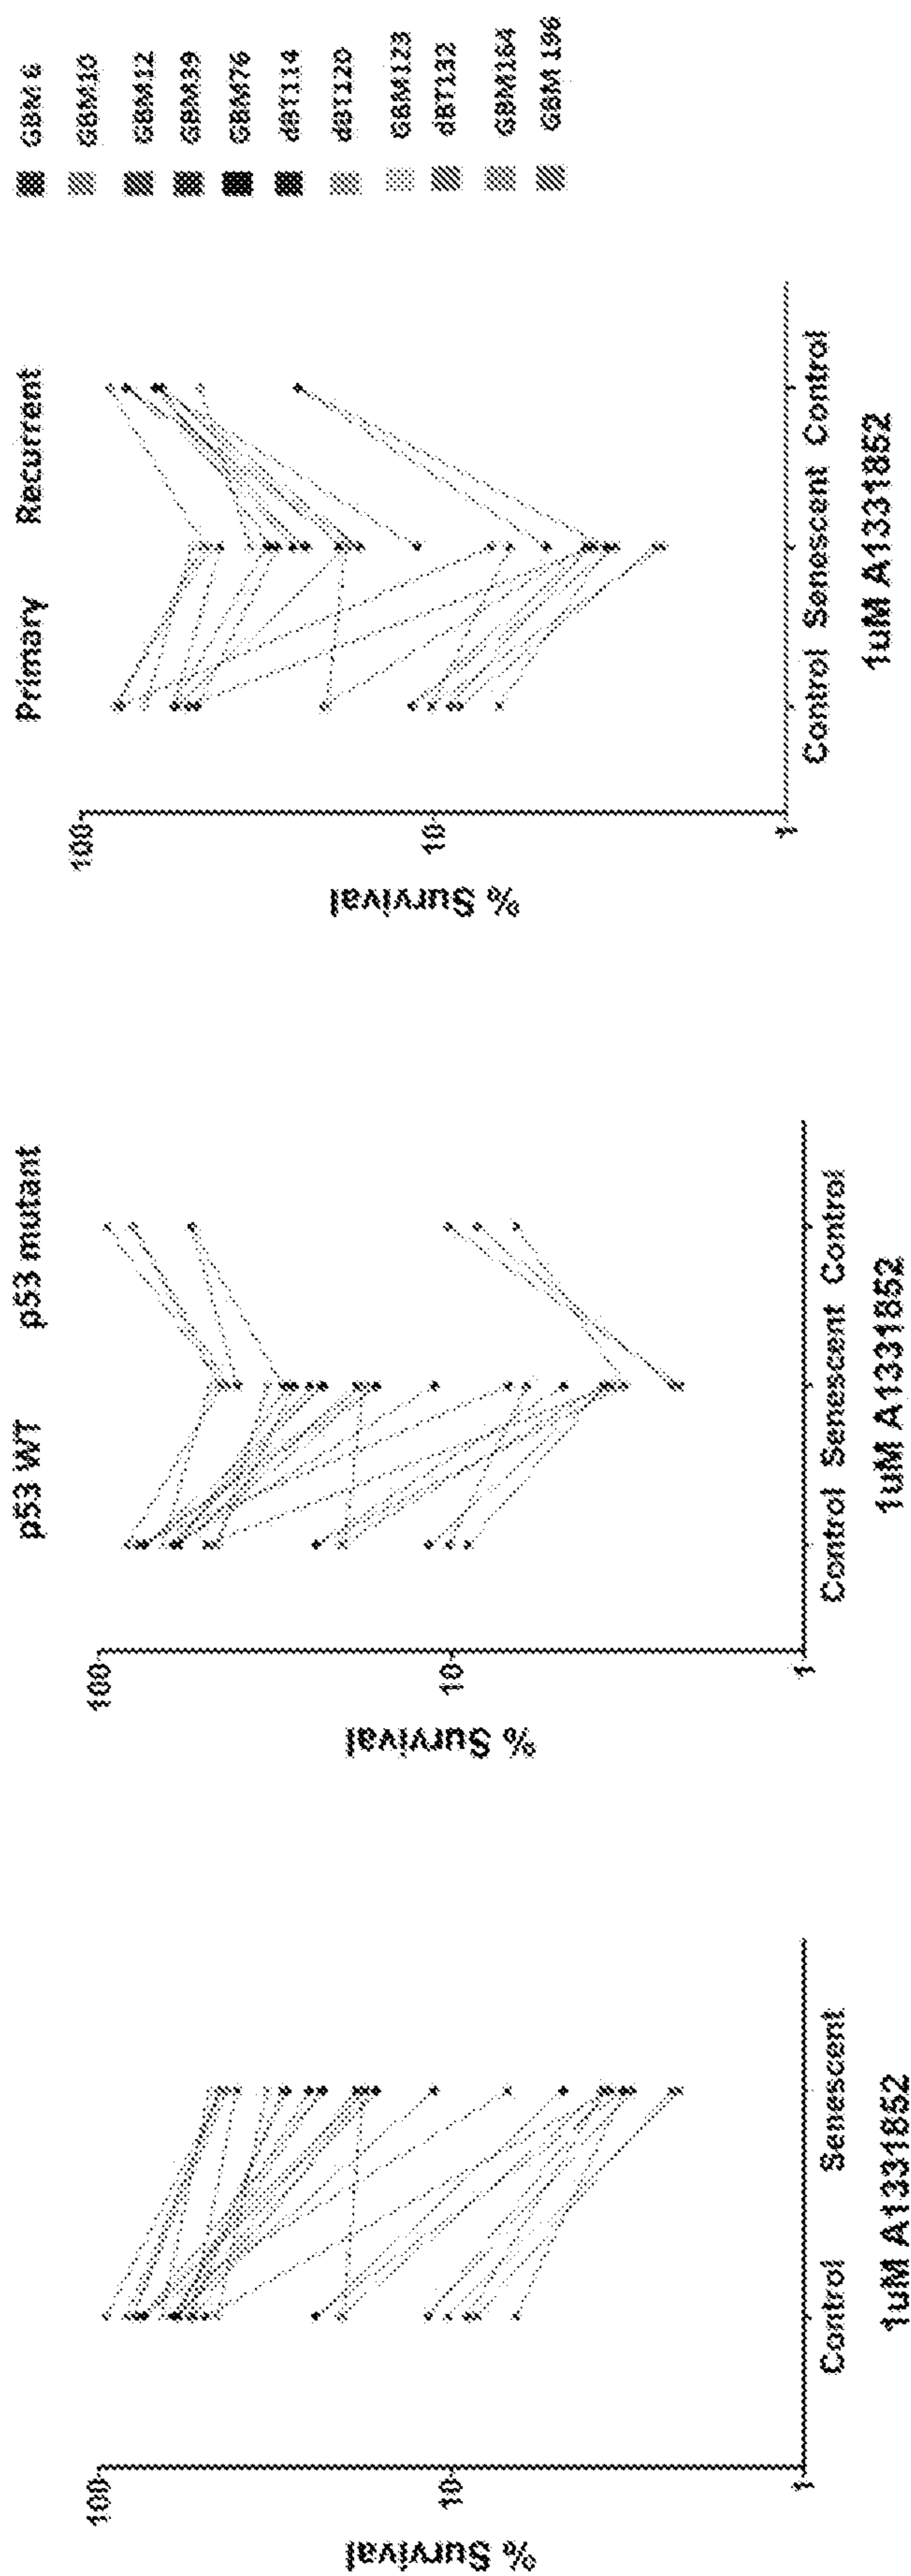 % Survival
100
10
1
Control Senescent
1uM A1331852
p53 WT p53 mutant
% Survival
100
10
1
Control Senescent Control
1uM A1331852
Primary Recurrent
% Survival
100
10
1
Control Senescent Control
1uM A1331852
GBM 6
GBM10
GBM12
GBM39
GBM76
dBT114
dBT120
GBM123
dBT132
GBM164
GBM 196